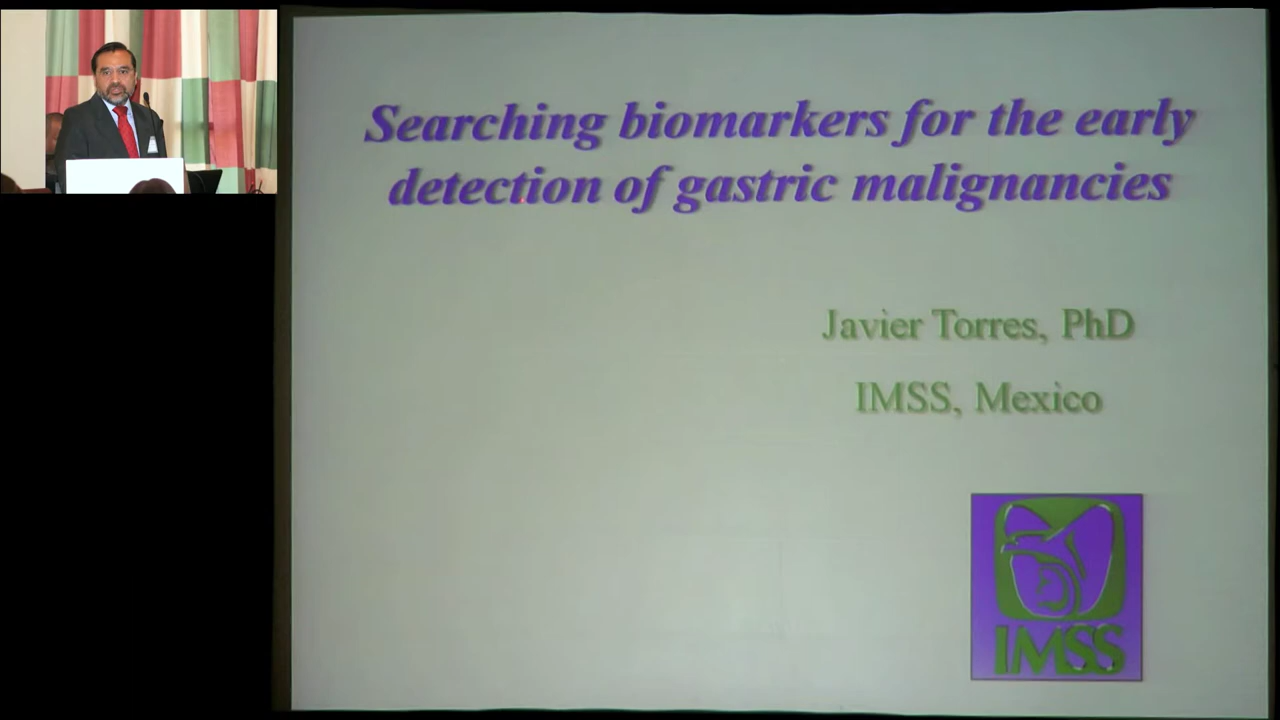 Searching biomarkers for the early
detection of gastric malignancies
Javier Torres, PhD
IMSS, Mexico
IMSS